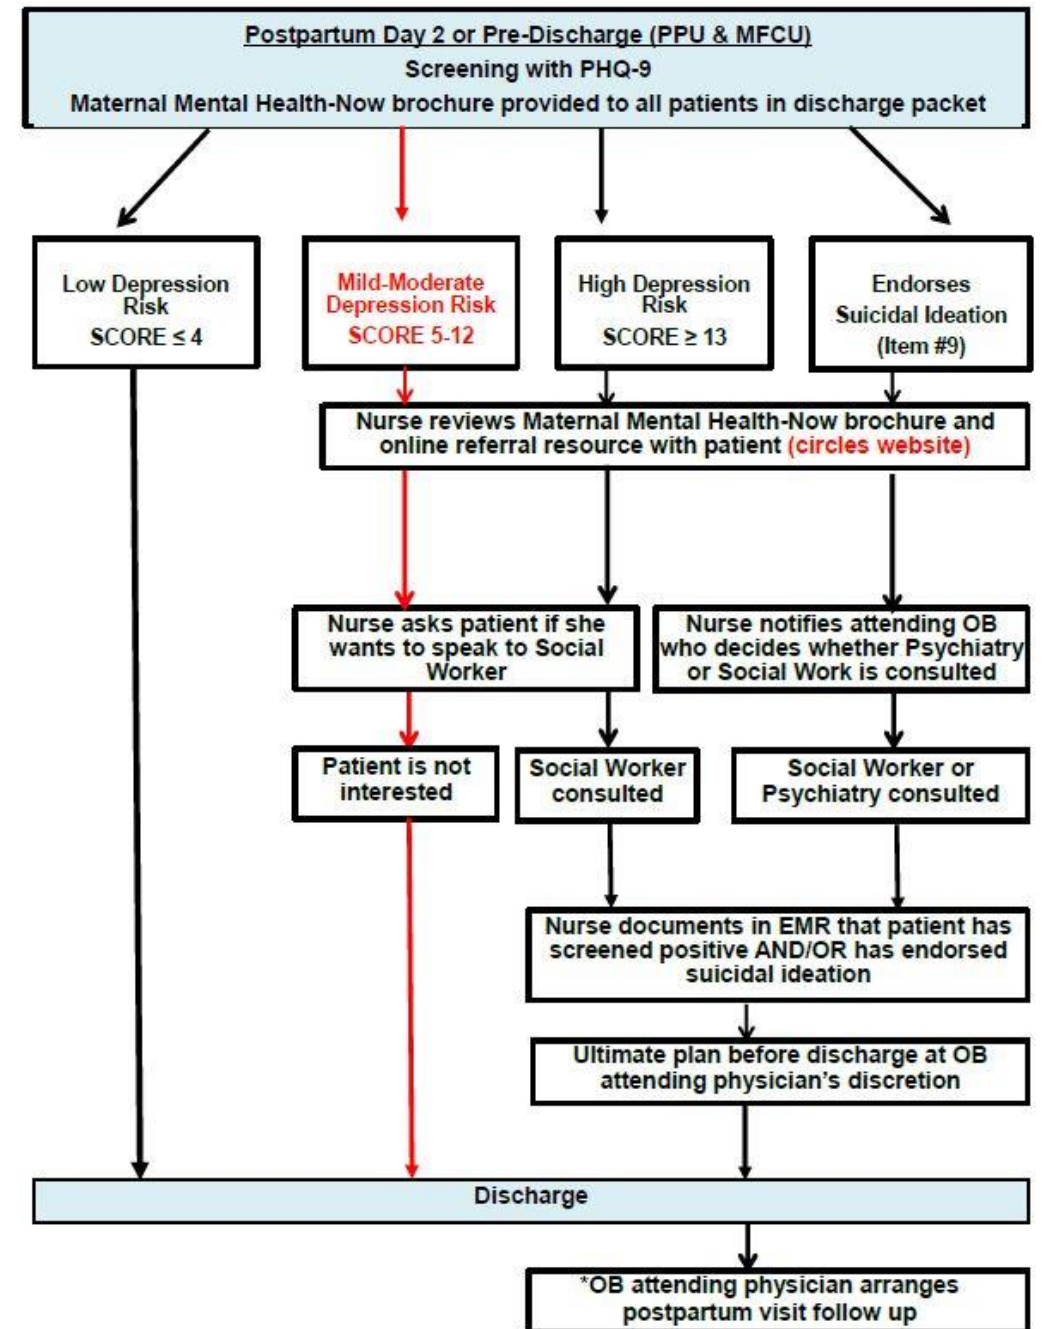 Postpartum Day 2 or Pre-Discharge (PPU & MFCU)
Screening with PHQ-9
Maternal Mental Health-Now brochure provided to all patients in discharge packet
Low Depression
Risk
SCORE ≤ 4
Mild-Moderate
Depression Risk
SCORE 5-12
High Depression
Risk
SCORE ≥ 13
Endorses
Suicidal Ideation
(Item #9)
Nurse reviews Maternal Mental Health-Now brochure and
online referral resource with patient (circles website)
Nurse asks patient if she
wants to speak to Social
Worker
Nurse notifies attending OB
who decides whether Psychiatry
or Social Work is consulted
Patient is not
interested
Social Worker
consulted
Social Worker or
Psychiatry consulted
Nurse documents in EMR that patient has
screened positive AND/OR has endorsed
suicidal ideation
Ultimate plan before discharge at OB
attending physician’s discretion
Discharge
*OB attending physician arranges
postpartum visit follow up